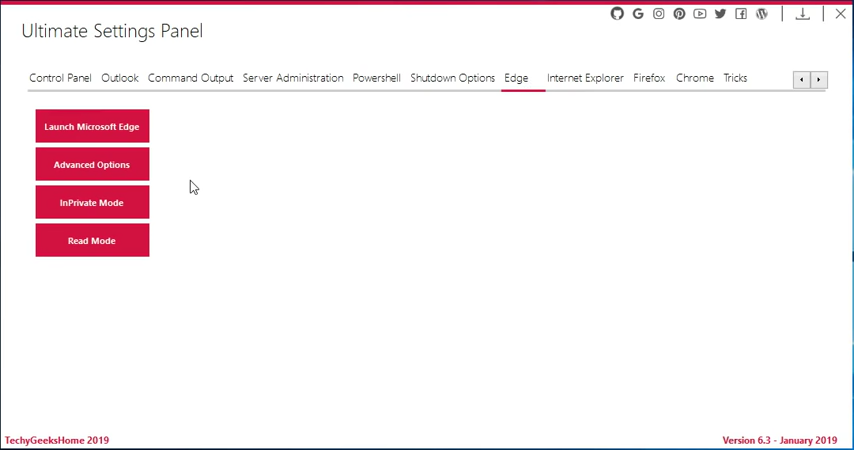 Ultimate Settings Panel
Control Panel Outlook Command Output Server Administration Powershell Shutdown Options Edge Internet Explorer Firefox Chrome Tricks
Launch Microsoft Edge
Advanced Options
InPrivate Mode
Read Mode
TechyGeeksHome 2019 Version 6.3 - January 2019